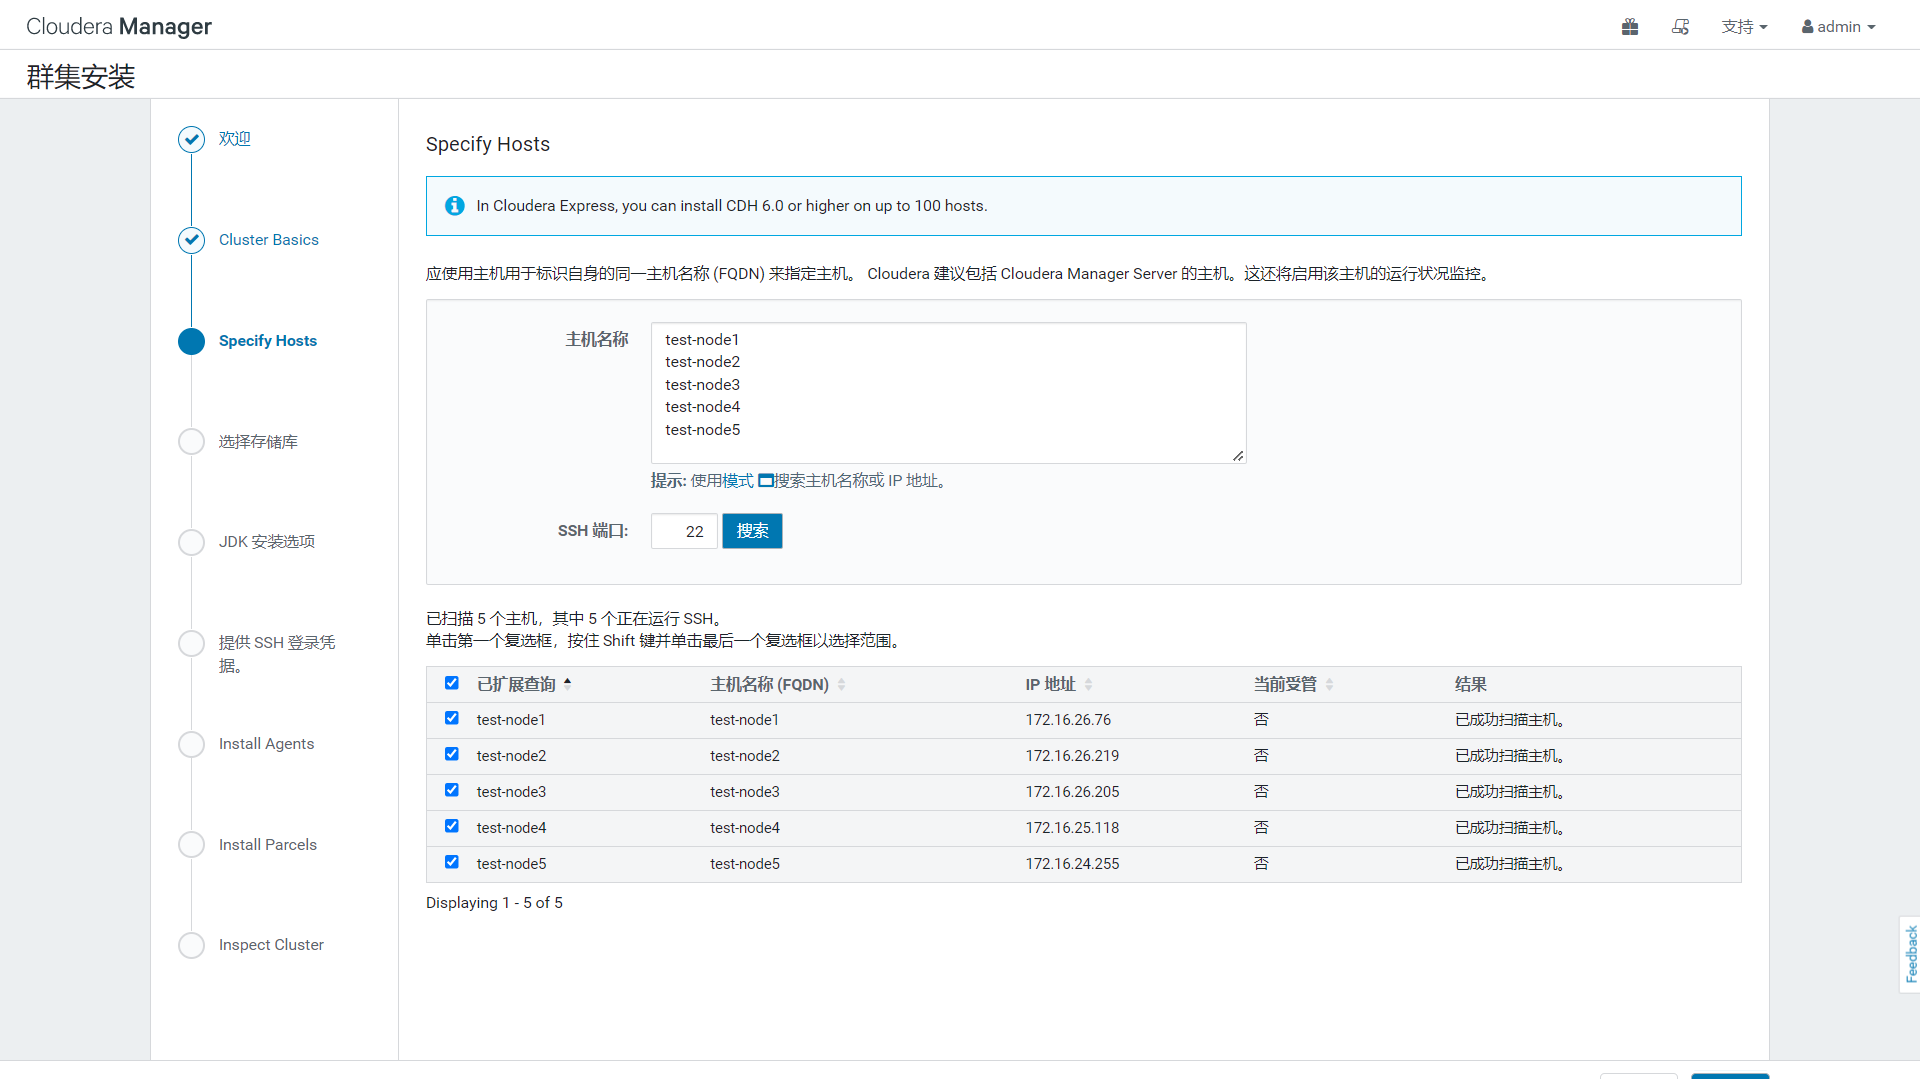 Cloudera Manager
支持
admin
群集安装
欢迎
Cluster Basics
Specify Hosts
选择存储库
JDK 安装选项
提供 SSH 登录凭
据。
Install Agents
Install Parcels
Inspect Cluster
Specify Hosts
In Cloudera Express, you can install CDH 6.0 or higher on up to 100 hosts.
应使用主机用于标识自身的同一主机名称 (FQDN) 来指定主机。 Cloudera 建议包括 Cloudera Manager Server 的主机。这还将启用该主机的运行状况监控。
主机名称
test-node1
test-node2
test-node3
test-node4
test-node5
提示: 使用模式 搜索主机名称或 IP 地址。
SSH 端口: 22 搜索
已扫描 5 个主机，其中 5 个正在运行 SSH。
单击第一个复选框，按住 Shift 键并单击最后一个复选框以选择范围。
已扩展查询 主机名称 (FQDN) IP 地址 当前受管 结果
test-node1 test-node1 172.16.26.76 否 已成功扫描主机。
test-node2 test-node2 172.16.26.219 否 已成功扫描主机。
test-node3 test-node3 172.16.26.205 否 已成功扫描主机。
test-node4 test-node4 172.16.25.118 否 已成功扫描主机。
test-node5 test-node5 172.16.24.255 否 已成功扫描主机。
Displaying 1 - 5 of 5
Feedback